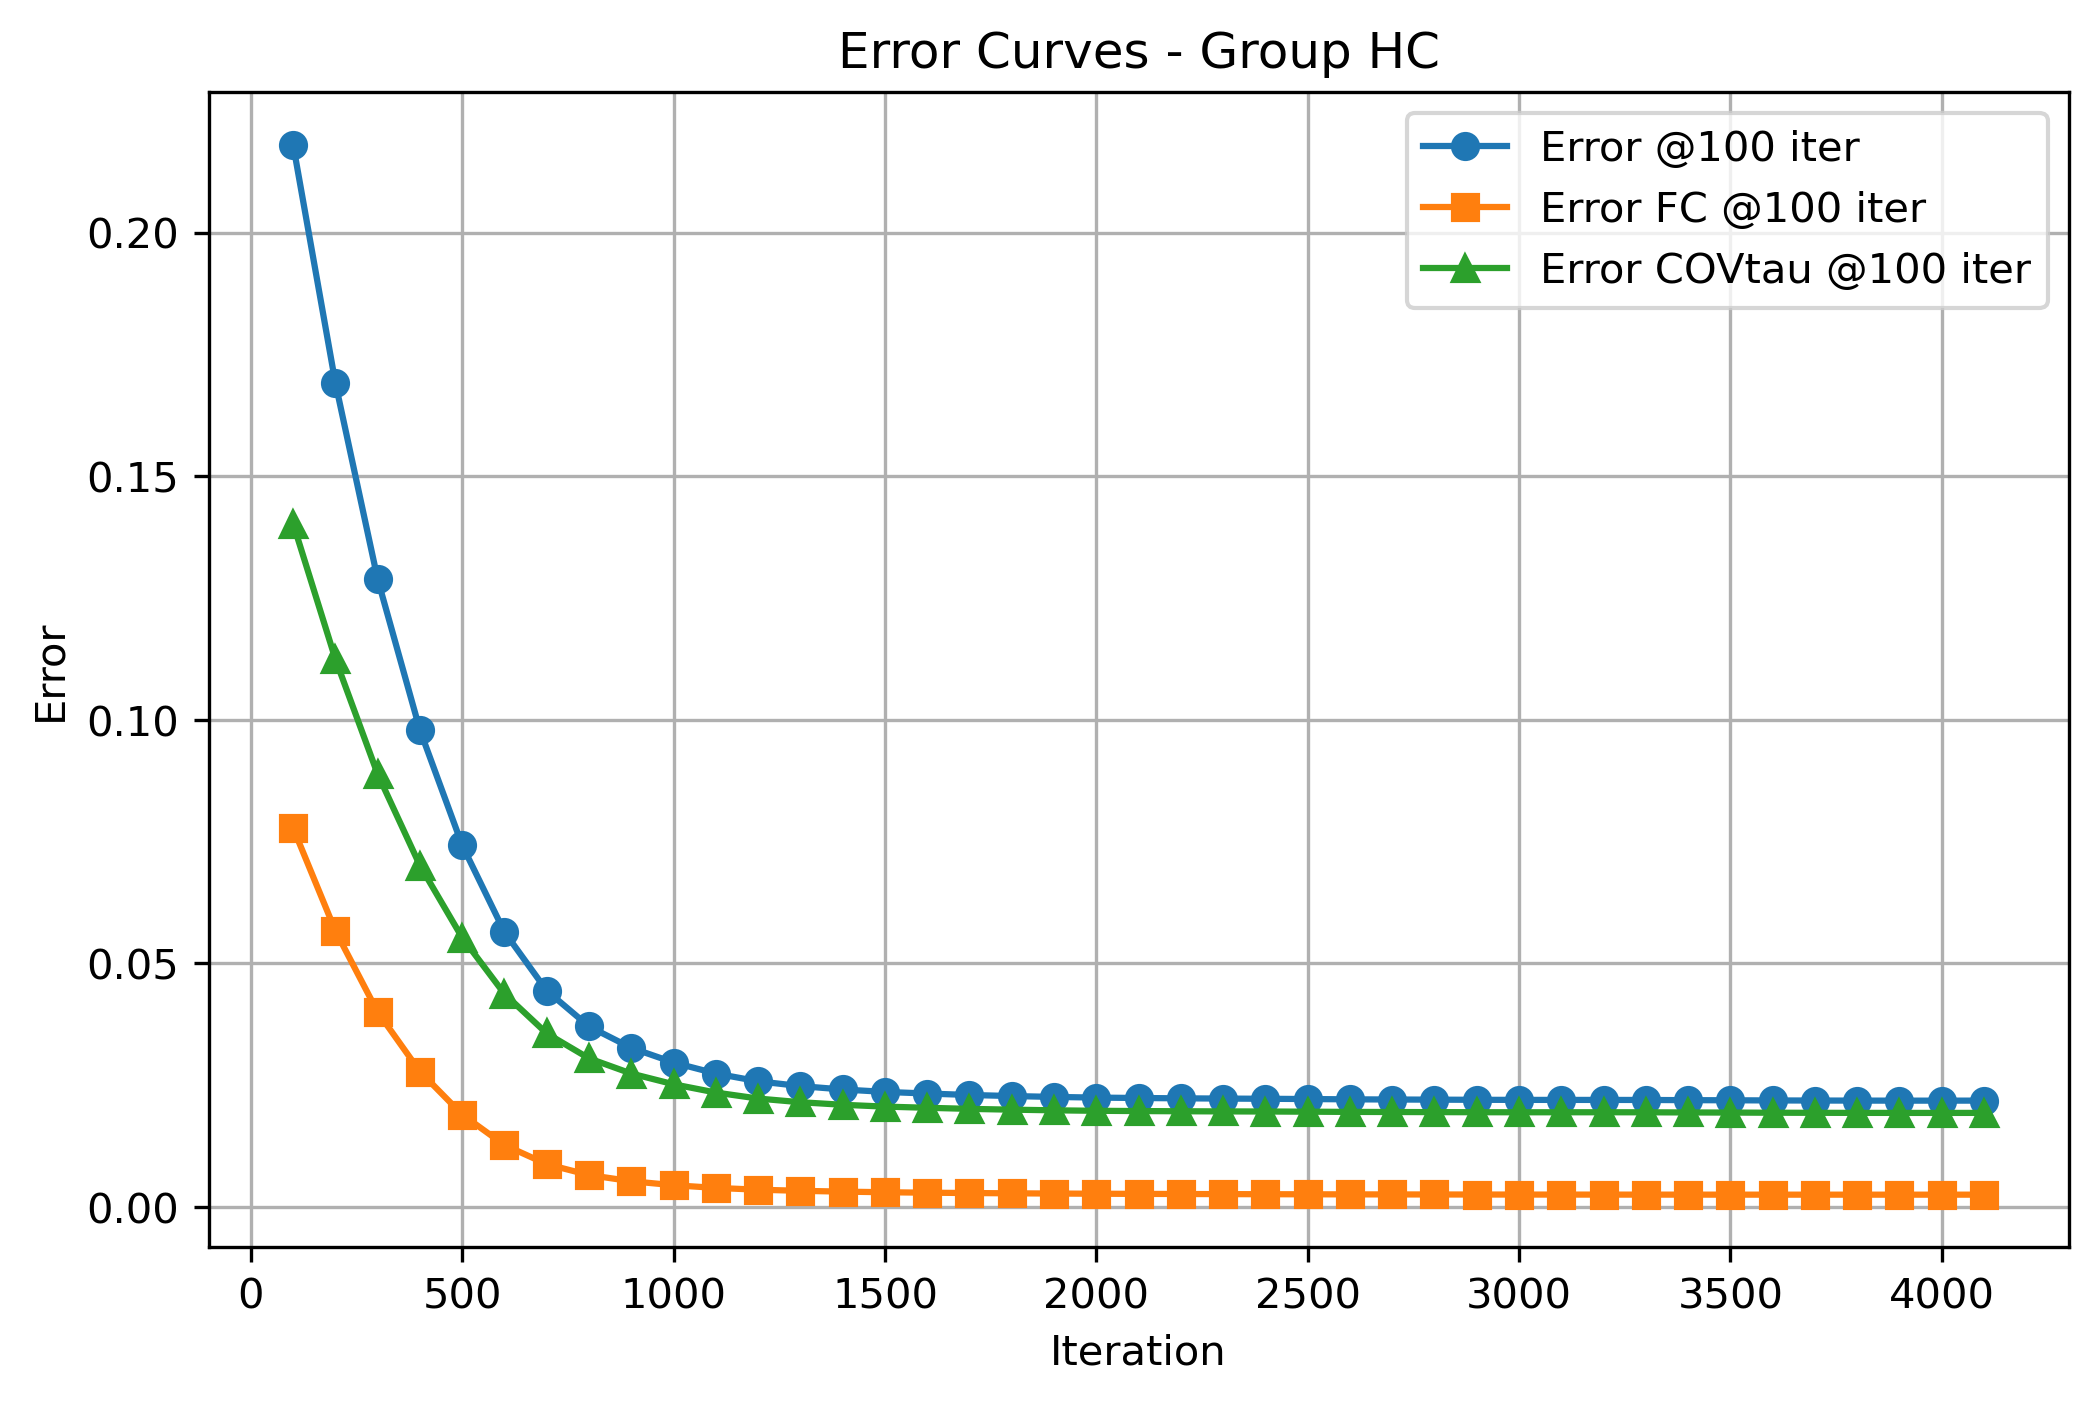 Error Curves - Group HC
Error @100 iter
Error FC @100 iter
Error COVtau @100 iter
0.20
0.15
0.10
0.05
0.00
Error
0 500 1000 1500 2000 2500 3000 3500 4000
Iteration